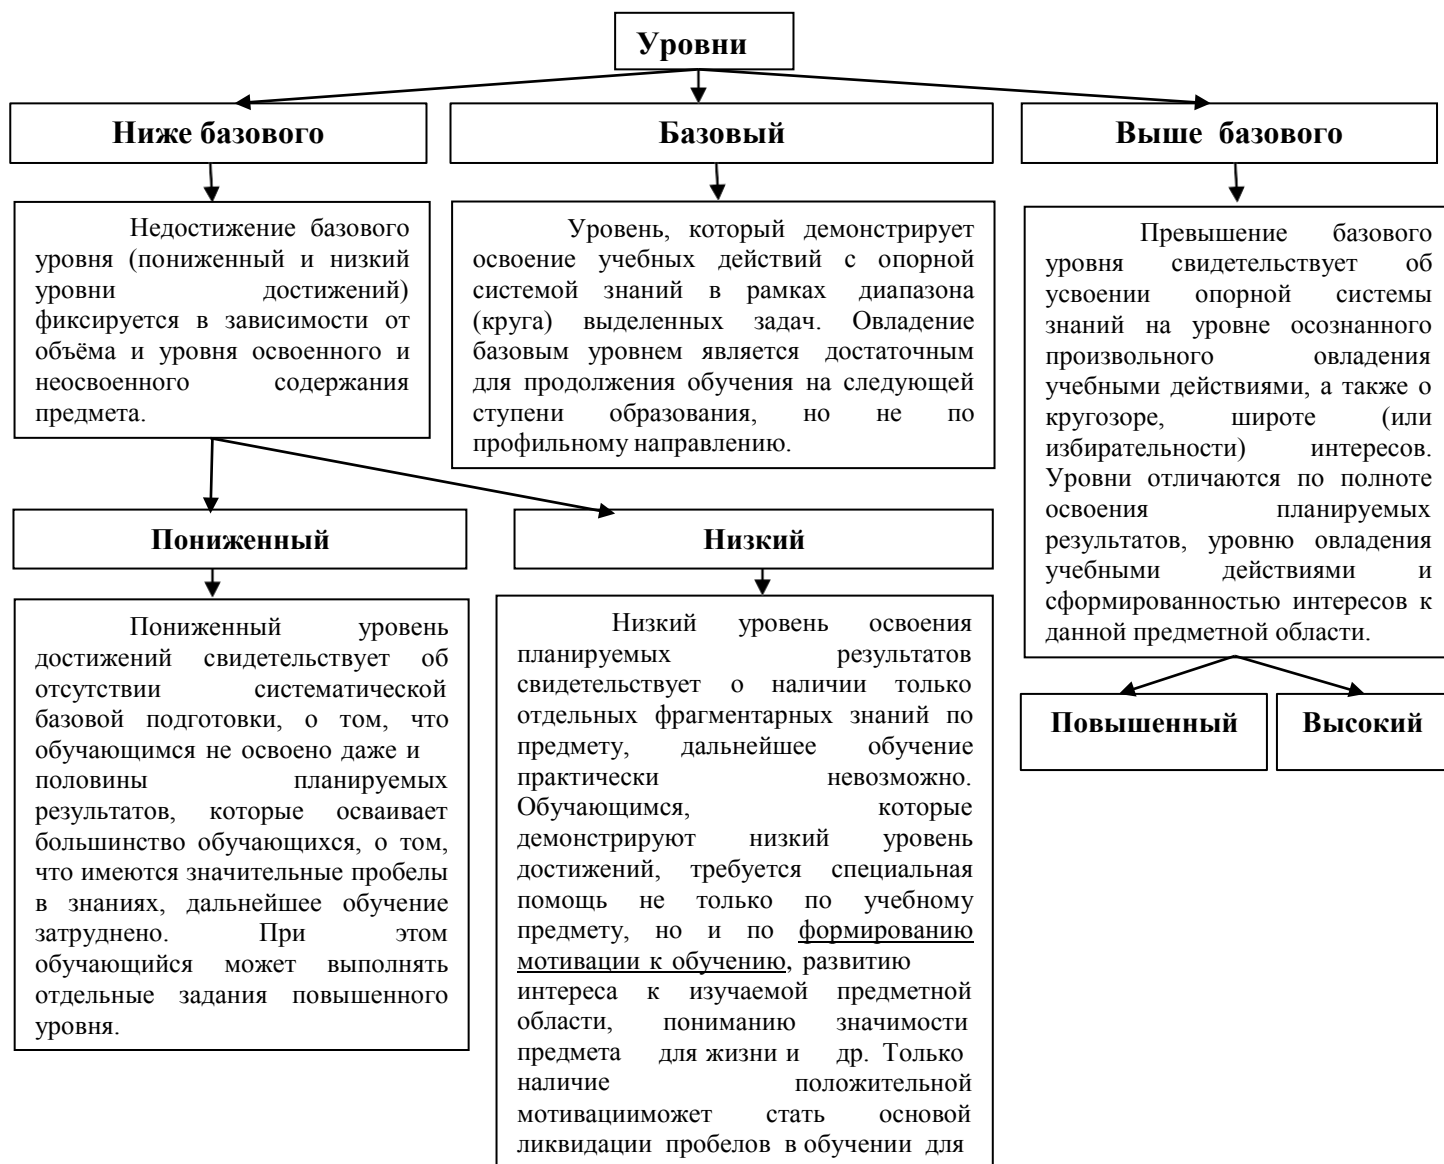 Уровни
Ниже базового
Базовый
Выше базового
Недостижение базового
уровня (пониженный и низкий
уровни достижений)
фиксируется в зависимости от
объёма и уровня освоенного и
неосвоенного содержания
предмета.
Уровень, который демонстрирует
освоение учебных действий с опорной
системой знаний в рамках диапазона
(круга) выделенных задач. Овладение
базовым уровнем является достаточным
для продолжения обучения на следующей
ступени образования, но не по
профильному направлению.
Превышение базового
уровня свидетельствует об
усвоении опорной системы
знаний на уровне осознанного
произвольного овладения
учебными действиями, а также о
кругозоре, широте (или
избирательности) интересов.
Уровни отличаются по полноте
освоения планируемых
результатов, уровню овладения
учебными действиями и
сформированностью интересов к
данной предметной области.
Пониженный
Низкий
Пониженный уровень
достижений свидетельствует об
отсутствии систематической
базовой подготовки, о том, что
обучающимся не освоено даже и
половины планируемых
результатов, которые осваивает
большинство обучающихся, о том,
что имеются значительные пробелы
в знаниях, дальнейшее обучение
затруднено. При этом
обучающийся может выполнять
отдельные задания повышенного
уровня.
Низкий уровень освоения
планируемых результатов
свидетельствует о наличии только
отдельных фрагментарных знаний по
предмету, дальнейшее обучение
практически невозможно.
Обучающимся, которые
демонстрируют низкий уровень
достижений, требуется специальная
помощь не только по учебному
предмету, но и по формированию
мотивации к обучению, развитию
интереса к изучаемой предметной
области, пониманию значимости
предмета для жизни и др. Только
наличие положительной
мотивацииможет стать основой
ликвидации пробелов в обучении для
Повышенный
Высокий